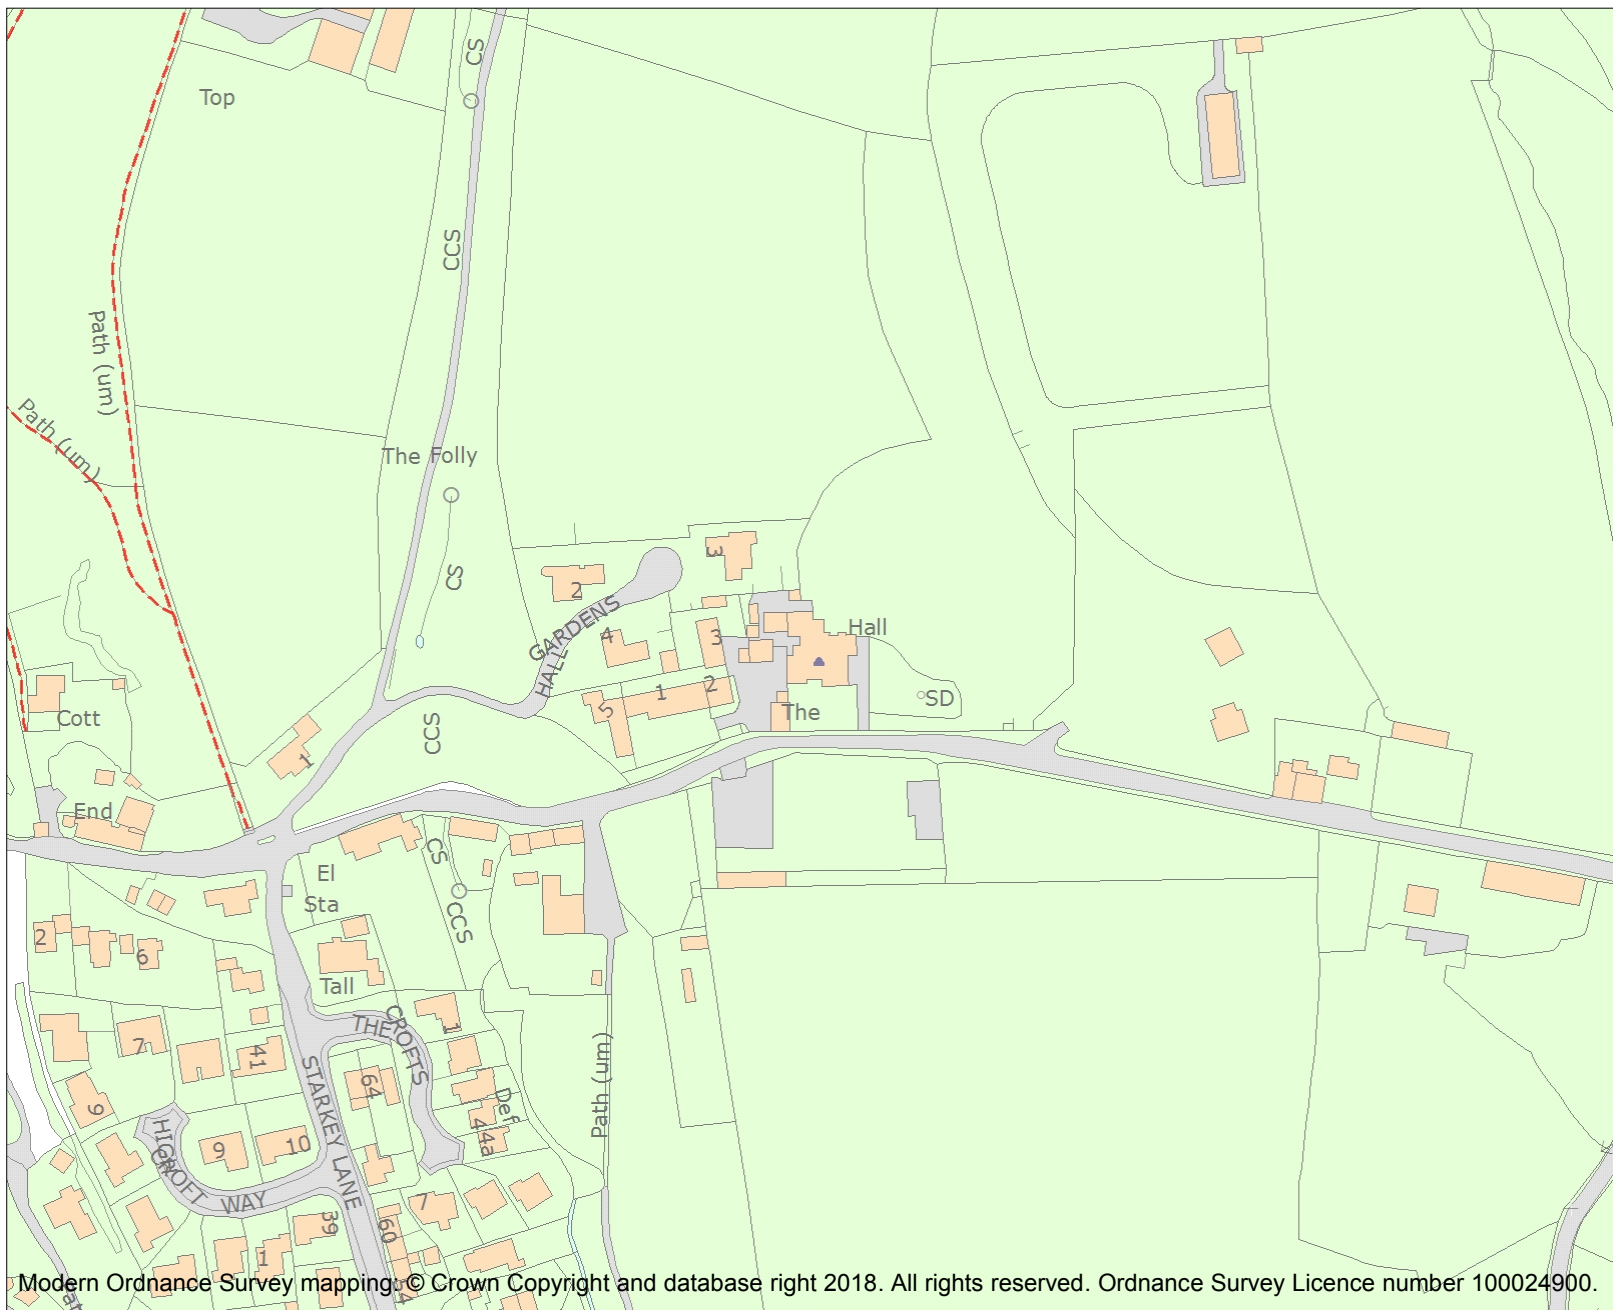 CS
Top
CCS
Path (um)
Path (um)
The Folly
3
CS
2
HALL GARDENS
4
3
Hall
1
2
5
SD
The
Cott
CCS
1
End
CS
El
Sta
CCS
2
6
Tall
THE CROFTS
1
7
41
STARKEY LANE
64
Path (um)
9
Def
44a
HIGHCROFT WAY
9
10
7
39
60
1
Modern Ordnance Survey mapping: © Crown Copyright and database right 2018. All rights reserved. Ordnance Survey Licence number 100024900.